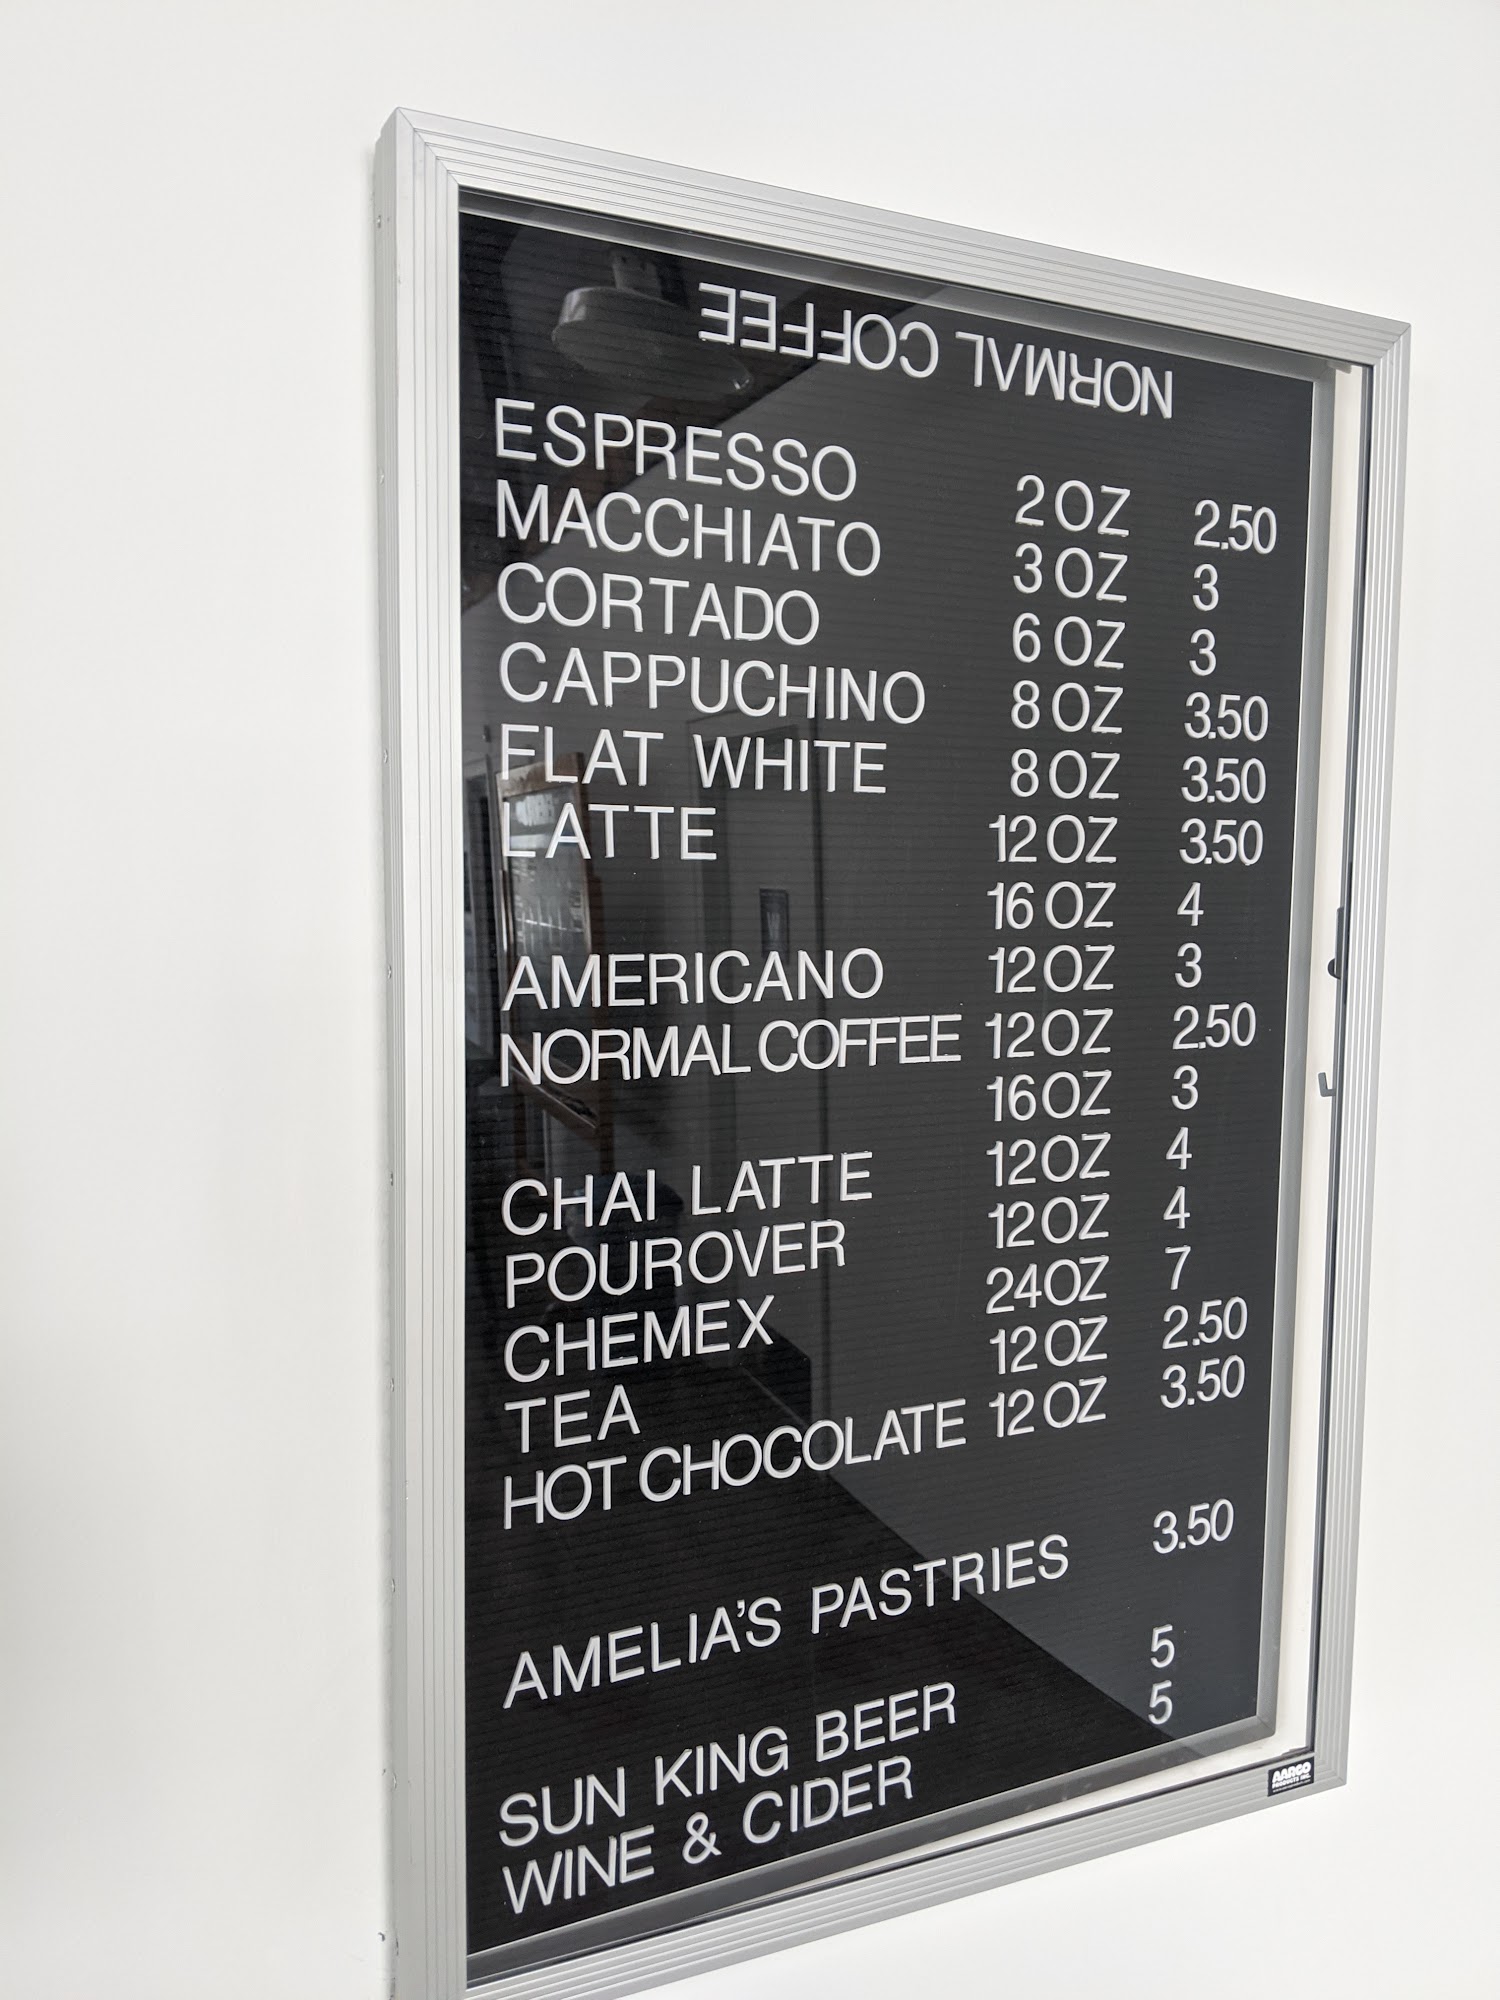 NORMAL COFFEE
ESPRESSO 2 OZ 2.50
MACCHIATO 3 OZ 3
CORTADO 6 OZ 3
CAPPUCHINO 8 OZ 3.50
FLAT WHITE 8 OZ 3.50
LATTE 12 OZ 3.50
16 OZ 4
AMERICANO 12 OZ 3
NORMAL COFFEE 12 OZ 2.50
16 OZ 3
CHAI LATTE 12 OZ 4
POUROVER 12 OZ 4
CHEMEX 24 OZ 7
TEA 12 OZ 2.50
HOT CHOCOLATE 12 OZ 3.50
AMELIA'S PASTRIES 3.50
SUN KING BEER 5
WINE & CIDER 5
AARCO
PRODUCTS INC.